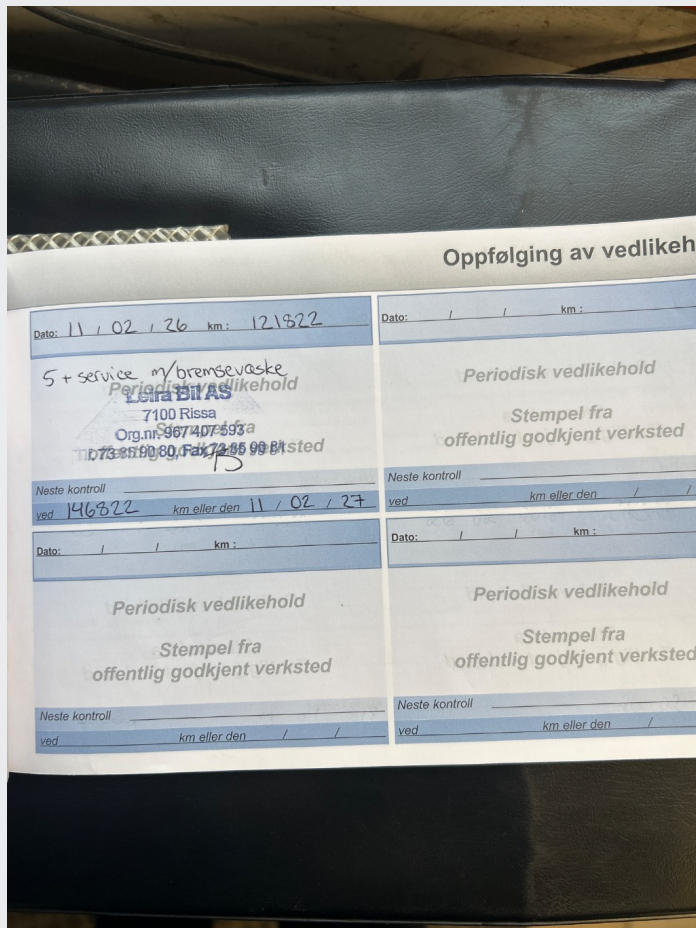 Oppfølging av vedlikeh
Dato: 11 / 02 / 26 km: 121822
5+ service m/bremsevæske
Periodisk vedlikehold
Leira Bil AS
7100 Rissa
Stempel fra
Org.nr. 967 407 593
offentlig godkjent verksted
73 85 90 80, Fax 73 85 90 81
Neste kontroll
ved 146822 km eller den 11 / 02 / 27
Dato: / / km:
Periodisk vedlikehold
Stempel fra
offentlig godkjent verksted
Neste kontroll
ved km eller den / /
Dato: / / km:
Periodisk vedlikehold
Stempel fra
offentlig godkjent verksted
Neste kontroll
ved km eller den / /
Dato: / / km:
Periodisk vedlikehold
Stempel fra
offentlig godkjent verksted
Neste kontroll
ved km eller den /